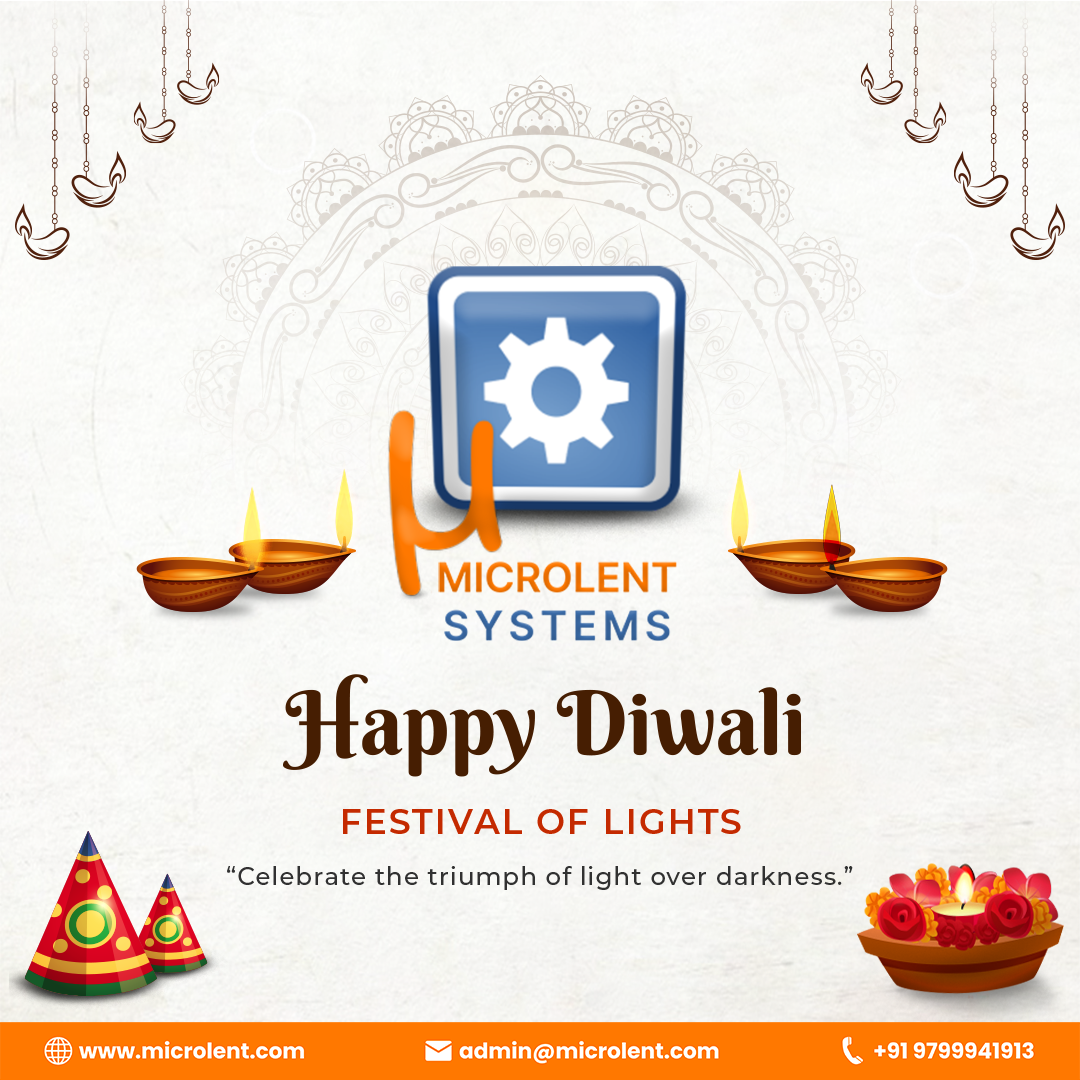 μ
MICROLENT
SYSTEMS
Happy Diwali
FESTIVAL OF LIGHTS
“Celebrate the triumph of light over darkness.”
www.microlent.com admin@microlent.com +91 9799941913